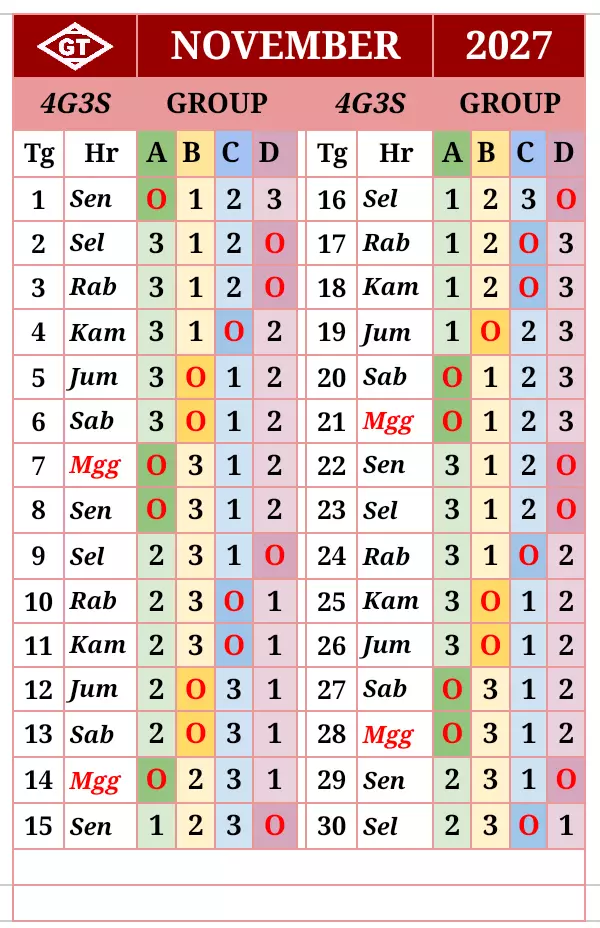 GT NOVEMBER 2027
4G3S GROUP 4G3S GROUP
Tg Hr A B C D Tg Hr A B C D
1 Sen O 1 2 3 16 Sel 1 2 3 O
2 Sel 3 1 2 O 17 Rab 1 2 O 3
3 Rab 3 1 2 O 18 Kam 1 2 O 3
4 Kam 3 1 O 2 19 Jum 1 O 2 3
5 Jum 3 O 1 2 20 Sab O 1 2 3
6 Sab 3 O 1 2 21 Mgg O 1 2 3
7 Mgg O 3 1 2 22 Sen 3 1 2 O
8 Sen O 3 1 2 23 Sel 3 1 2 O
9 Sel 2 3 1 O 24 Rab 3 1 O 2
10 Rab 2 3 O 1 25 Kam 3 O 1 2
11 Kam 2 3 O 1 26 Jum 3 O 1 2
12 Jum 2 O 3 1 27 Sab O 3 1 2
13 Sab 2 O 3 1 28 Mgg O 3 1 2
14 Mgg O 2 3 1 29 Sen 2 3 1 O
15 Sen 1 2 3 O 30 Sel 2 3 O 1